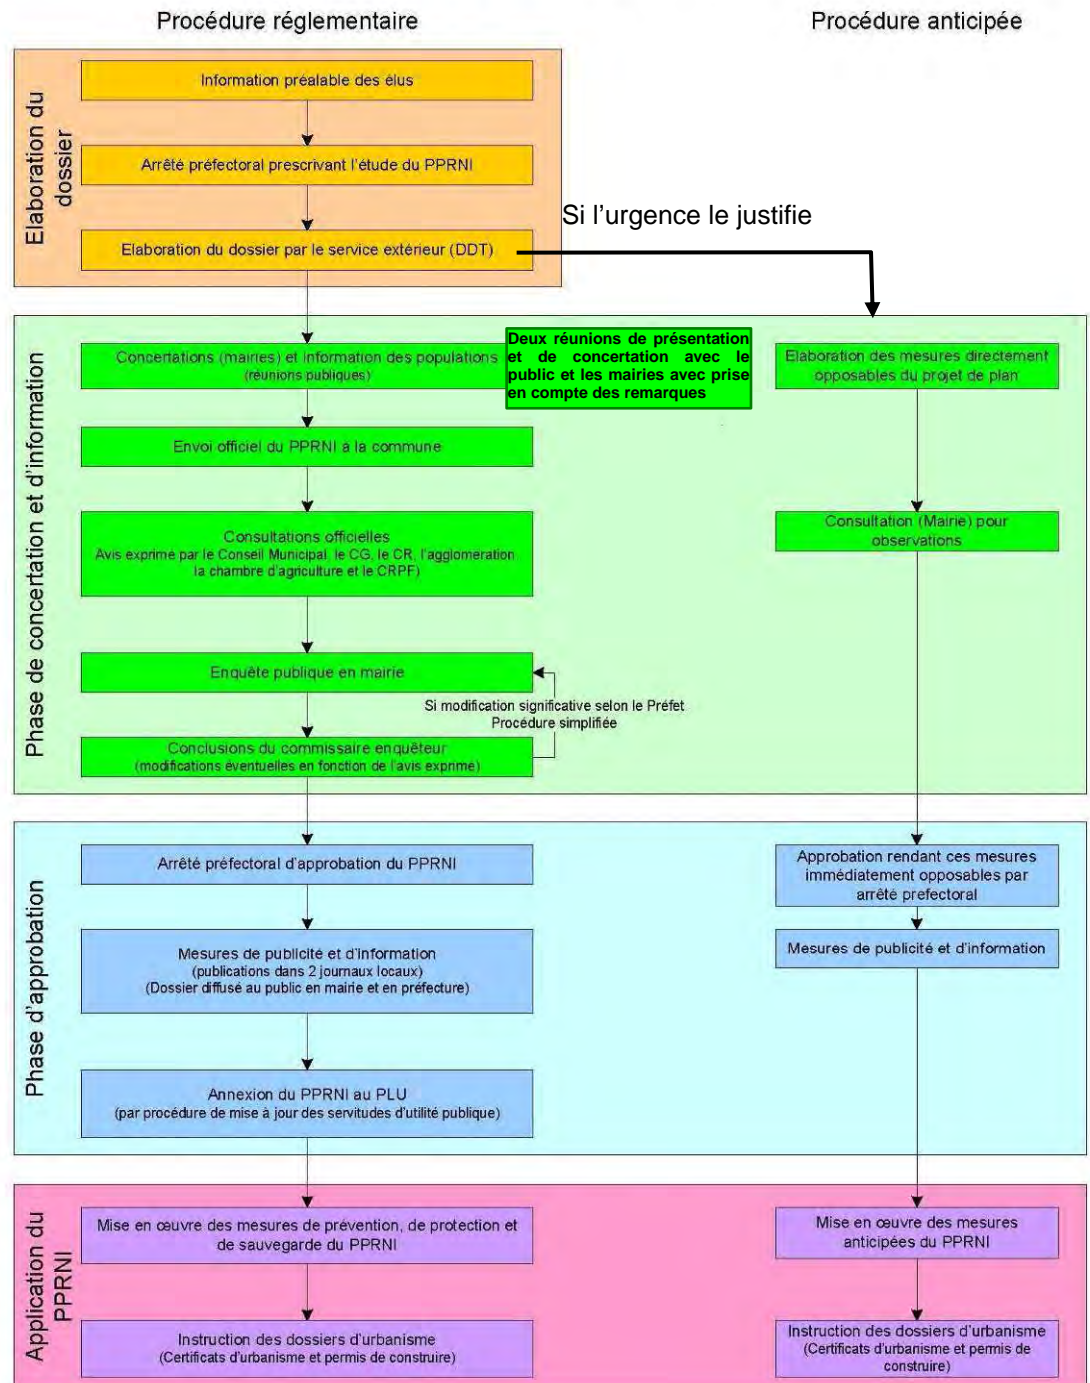 Procédure réglementaire
Procédure anticipée
Elaboration du
dossier
Information préalable des élus
Arrêté préfectoral prescrivant l'étude du PPRNI
Elaboration du dossier par le service extérieur (DDT)
Si l'urgence le justifie
Phase de concertation et d'information
Concertations (mairies) et information des populations
(réunions publiques)
Deux réunions de présentation
et de concertation avec le
public et les mairies avec prise
en compte des remarques
Elaboration des mesures directement
opposables du projet de plan
Envoi officiel du PPRNI à la commune
Consultations officielles
Avis exprimé par le Conseil Municipal, le CG, le CR, l'agglomération
la chambre d'agriculture et le CRPF)
Consultation (Mairie) pour
observations
Enquête publique en mairie
Si modification significative selon le Préfet
Procédure simplifiée
Conclusions du commissaire enquêteur
(modifications éventuelles en fonction de l'avis exprimé)
Phase d'approbation
Arrêté préfectoral d'approbation du PPRNI
Approbation rendant ces mesures
immédiatement opposables par
arrêté prefectoral
Mesures de publicité et d'information
(publications dans 2 journaux locaux)
(Dossier diffusé au public en mairie et en préfecture)
Mesures de publicité et d'information
Annexion du PPRNI au PLU
(par procédure de mise à jour des servitudes d'utilité publique)
Application du
PPRNI
Mise en œuvre des mesures de prévention, de protection et
de sauvegarde du PPRNI
Mise en œuvre des mesures
anticipées du PPRNI
Instruction des dossiers d'urbanisme
(Certificats d'urbanisme et permis de construire)
Instruction des dossiers d'urbanisme
(Certificats d'urbanisme et permis de
construire)